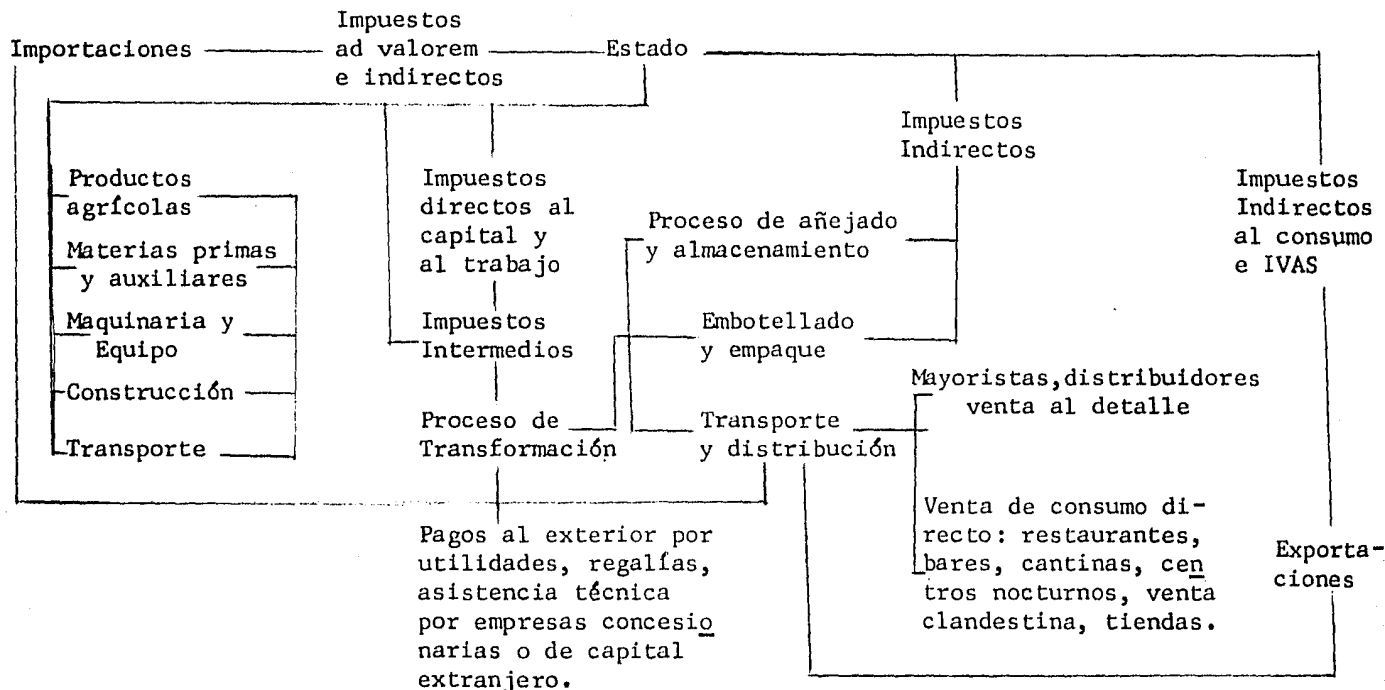 Impuestos
ad valorem
e indirectos
Importaciones
Estado
Impuestos
Indirectos
Productos
agrícolas
Materias primas
y auxiliares
Maquinaria y
Equipo
Construcción
Transporte
Impuestos
directos al
capital y
al trabajo
Impuestos
Intermedios
Proceso de
Transformación
Pagos al exterior por
utilidades, regalías,
asistencia técnica
por empresas concesio
narias o de capital
extranjero.
Proceso de añejado
y almacenamiento
Embotellado
y empaque
Transporte
y distribución
Mayoristas,distribuidores
venta al detalle
Venta de consumo di-
recto: restaurantes,
bares, cantinas, cen
tros nocturnos, venta
clandestina, tiendas.
Impuestos
Indirectos
al consumo
e IVAS
Exporta-
ciones